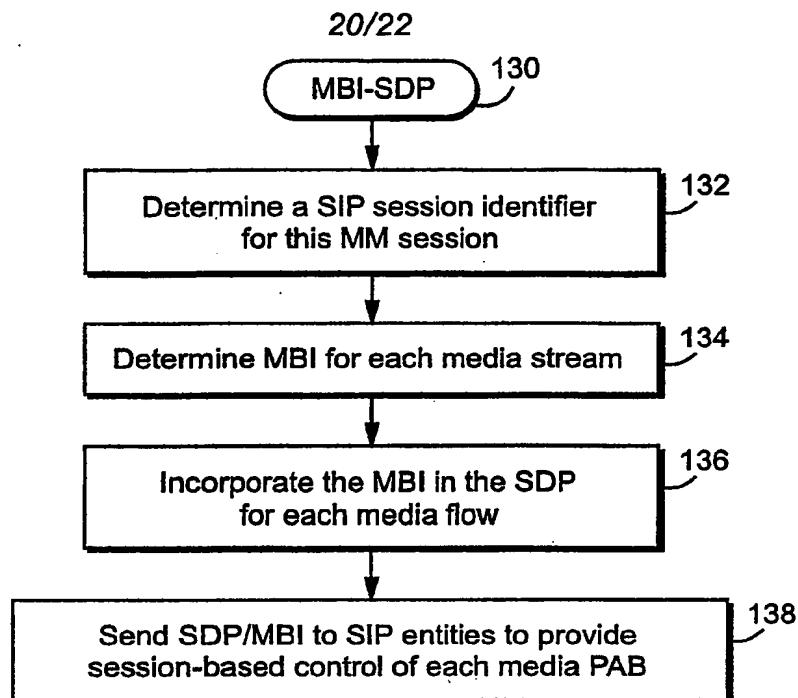 20/22
MBI-SDP
130
Determine a SIP session identifier
for this MM session
132
Determine MBI for each media stream
134
Incorporate the MBI in the SDP
for each media flow
136
Send SDP/MBI to SIP entities to provide
session-based control of each media PAB
138